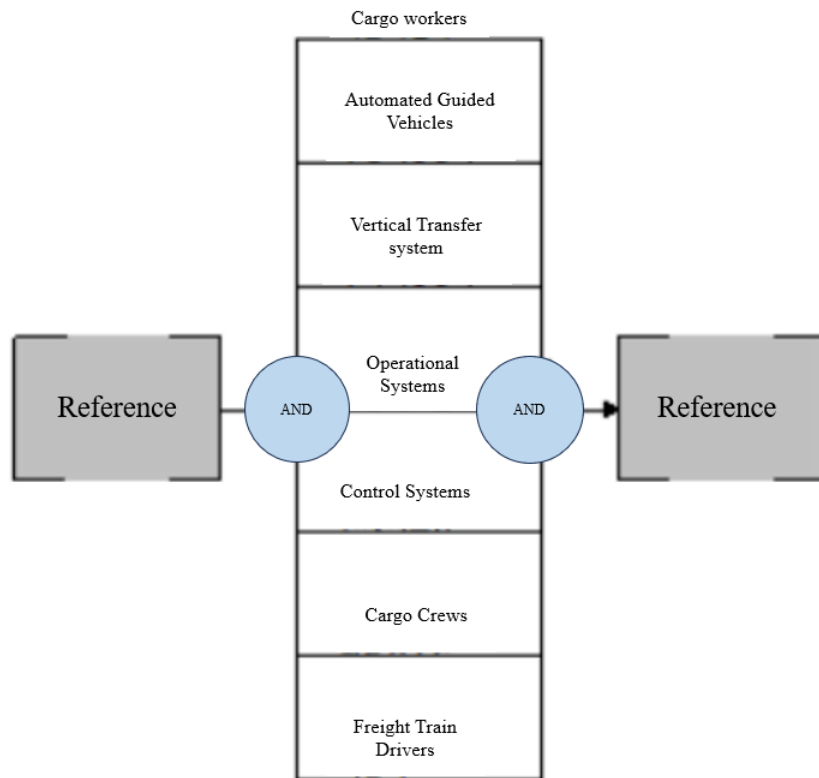 Cargo workers
Automated Guided
Vehicles
Vertical Transfer
system
Operational
Systems
Reference
AND
AND
Reference
Control Systems
Cargo Crews
Freight Train
Drivers